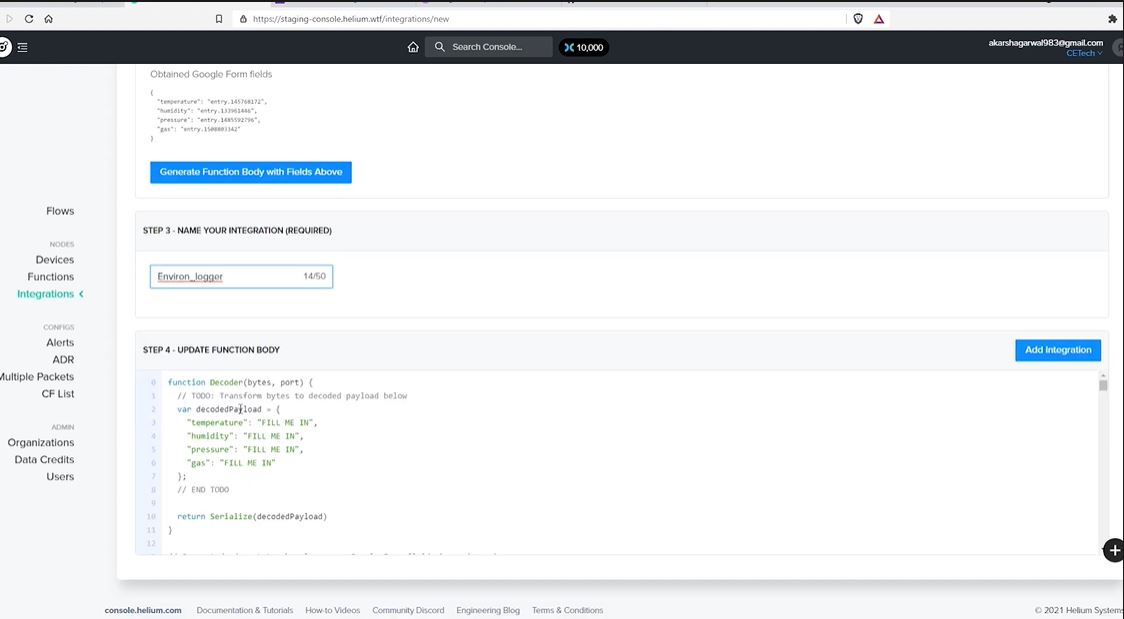 https://staging-console.helium.wtf/integrations/new
Search Console...
10,000
akarshagarwal983@gmail.com
CETech
Obtained Google Form fields
{
"temperature": "entry.145768172",
"humidity": "entry.133961446",
"pressure": "entry.1485592796",
"gas": "entry.1508803342"
}
Generate Function Body with Fields Above
Flows
NODES
Devices
Functions
Integrations
CONFIGS
Alerts
ADR
Multiple Packets
CF List
ADMIN
Organizations
Data Credits
Users
STEP 3 - NAME YOUR INTEGRATION (REQUIRED)
Environ_logger 14/50
STEP 4 - UPDATE FUNCTION BODY
Add Integration
0 function Decoder(bytes, port) {
1 // TODO: Transform bytes to decoded payload below
2 var decodedPayload = {
3 "temperature": "FILL ME IN",
4 "humidity": "FILL ME IN",
5 "pressure": "FILL ME IN",
6 "gas": "FILL ME IN"
7 };
8 // END TODO
9
10 return Serialize(decodedPayload)
11 }
12
console.helium.com Documentation & Tutorials How-to Videos Community Discord Engineering Blog Terms & Conditions
© 2021 Helium Systems